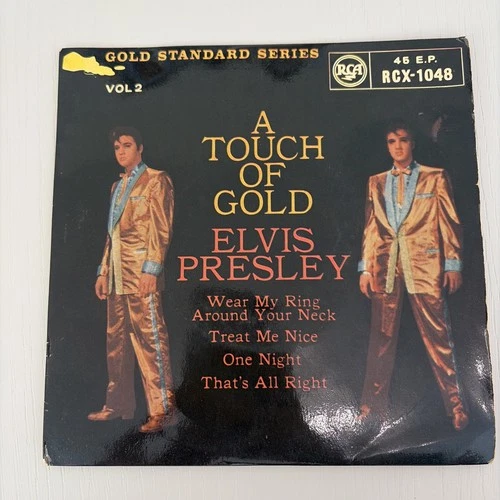 GOLD STANDARD SERIES
VOL 2
RCA
45 E.P.
RCX-1048
A
TOUCH
OF
GOLD
ELVIS
PRESLEY
Wear My Ring
Around Your Neck
Treat Me Nice
One Night
That's All Right